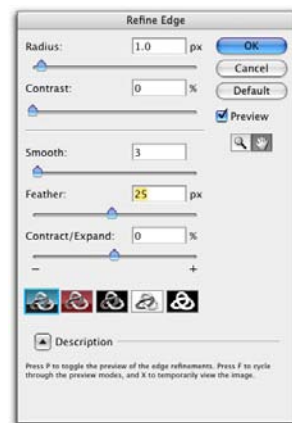 Refine Edge
Radius: 1.0 px
OK
Cancel
Contrast: 0 %
Default
Preview
Smooth: 3
Feather: 25 px
Contract/Expand: 0 %
− +
Description
Press P to toggle the preview of the edge refinements. Press F to cycle
through the preview modes, and X to temporarily view the image.